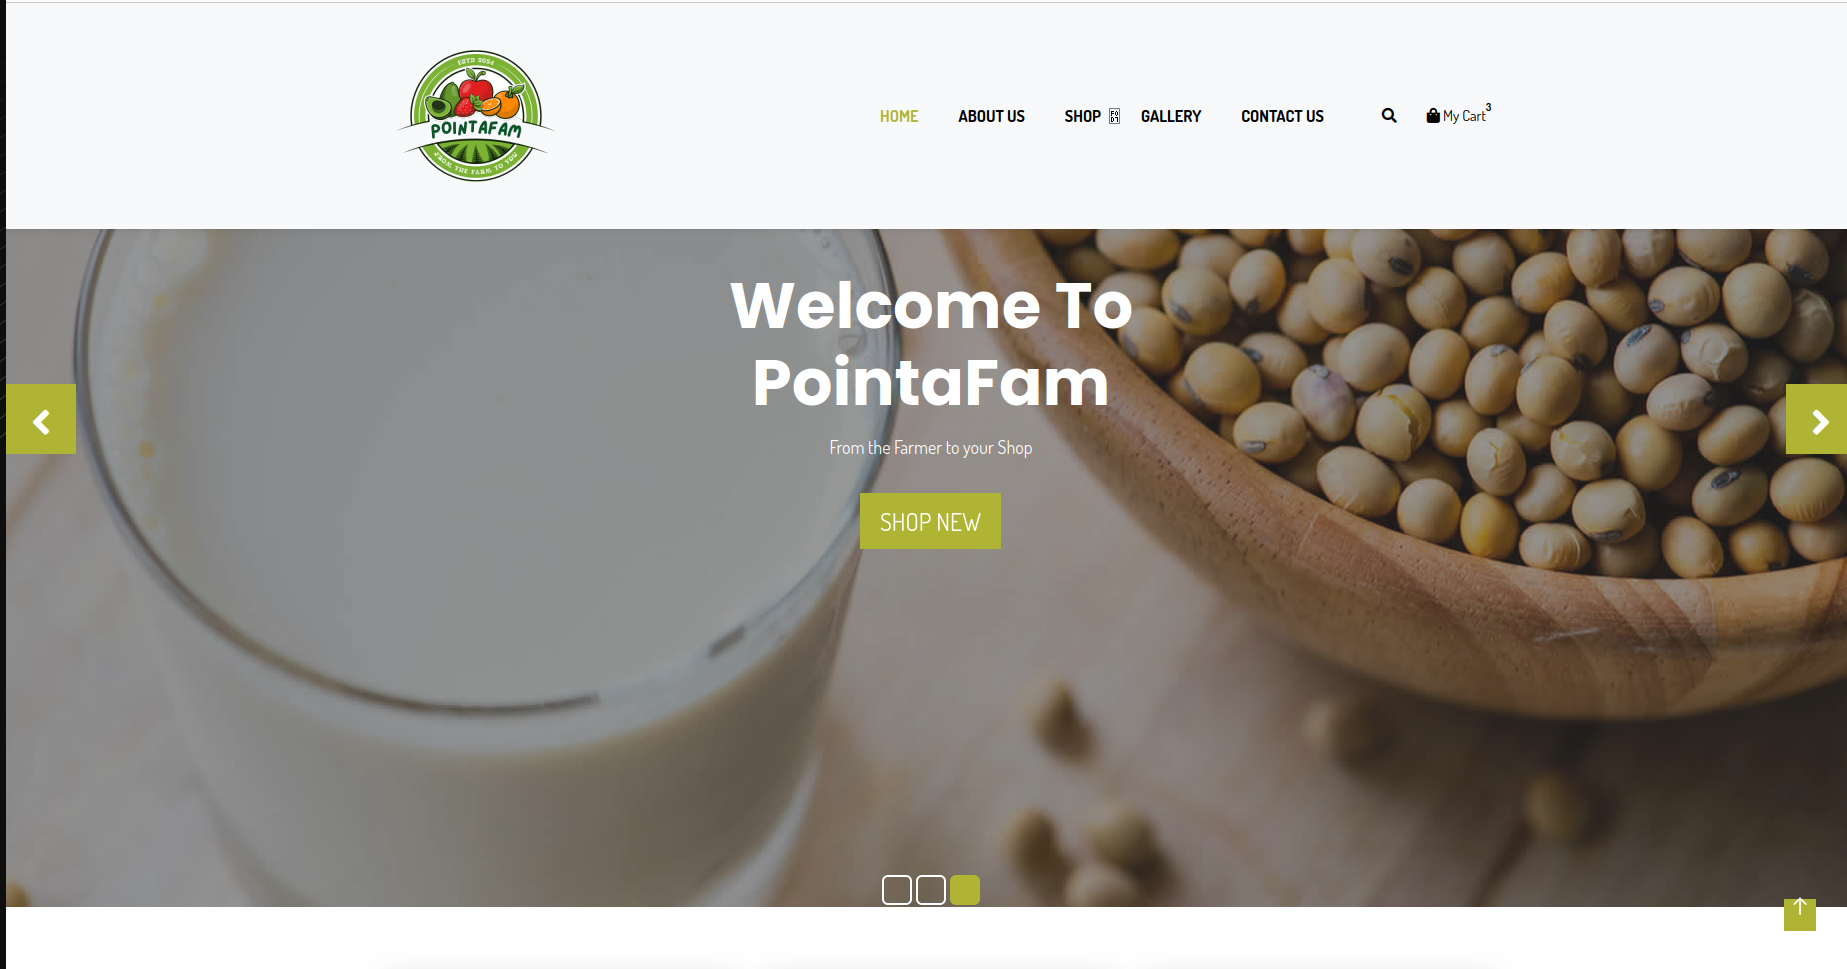 ESTD 2024
POINTAFAM
FROM THE FARM TO YOU
HOME
ABOUT US
SHOP
GALLERY
CONTACT US
My Cart
3
Welcome To
PointaFam
From the Farmer to your Shop
SHOP NEW